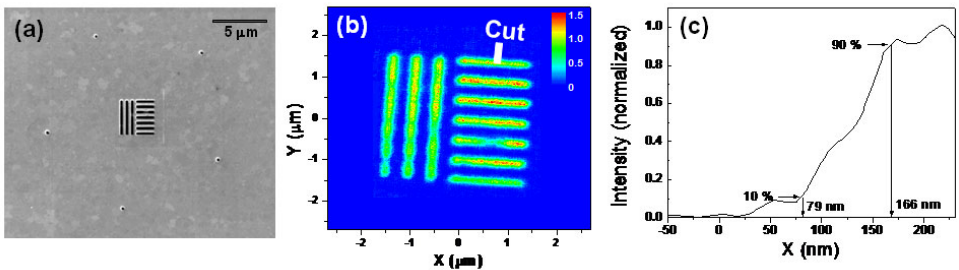 (a)
5 μm
(b)
Cut
1.5
1.0
0.5
0
2
1
0
-1
-2
Y (μm)
-2
-1
0
1
2
X (μm)
(c)
90 %
10 %
79 nm
166 nm
1.0
0.8
0.6
0.4
0.2
0.0
Intensity (normalized)
-50
0
50
100
150
200
X (nm)